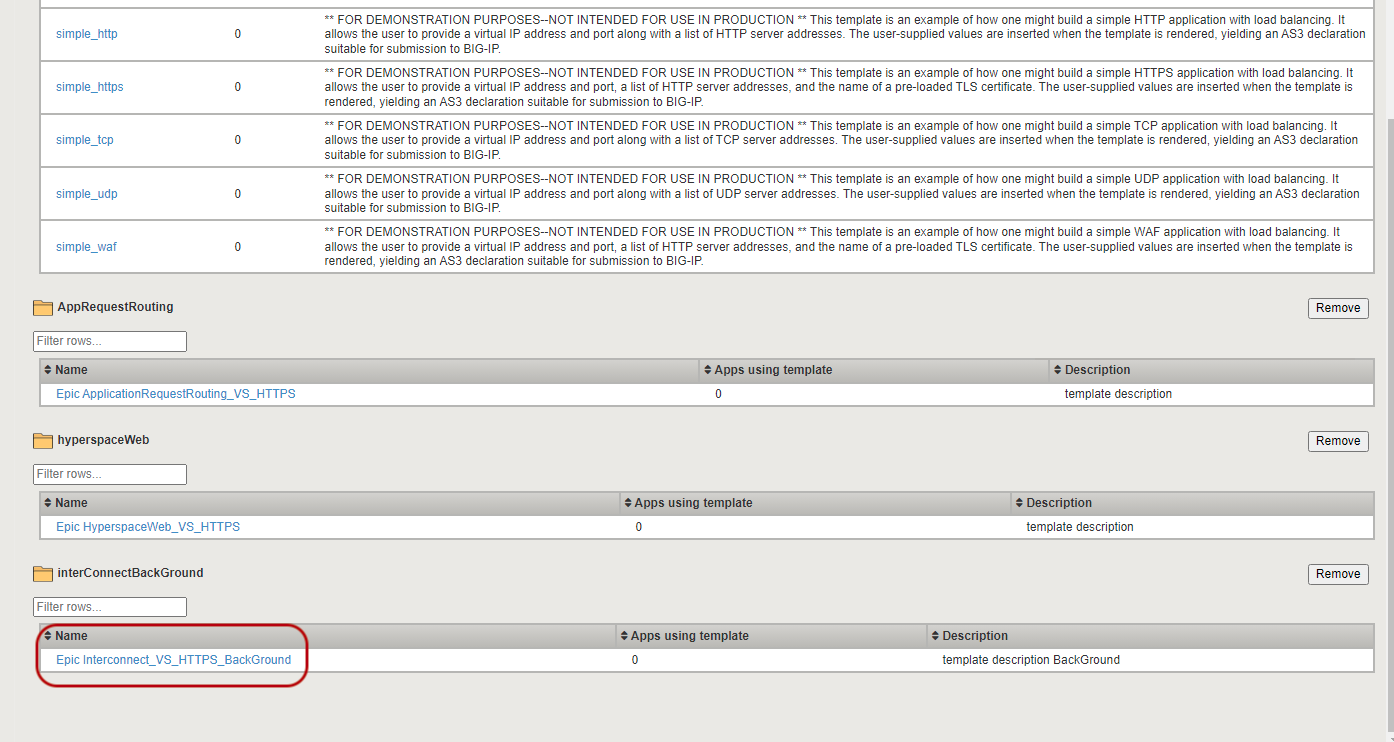 simple_http 0 ** FOR DEMONSTRATION PURPOSES--NOT INTENDED FOR USE IN PRODUCTION ** This template is an example of how one might build a simple HTTP application with load balancing. It
allows the user to provide a virtual IP address and port along with a list of HTTP server addresses. The user-supplied values are inserted when the template is rendered, yielding an AS3 declaration
suitable for submission to BIG-IP.
simple_https 0 ** FOR DEMONSTRATION PURPOSES--NOT INTENDED FOR USE IN PRODUCTION ** This template is an example of how one might build a simple HTTPS application with load balancing. It
allows the user to provide a virtual IP address and port, a list of HTTP server addresses, and the name of a pre-loaded TLS certificate. The user-supplied values are inserted when the template is
rendered, yielding an AS3 declaration suitable for submission to BIG-IP.
simple_tcp 0 ** FOR DEMONSTRATION PURPOSES--NOT INTENDED FOR USE IN PRODUCTION ** This template is an example of how one might build a simple TCP application with load balancing. It
allows the user to provide a virtual IP address and port along with a list of TCP server addresses. The user-supplied values are inserted when the template is rendered, yielding an AS3 declaration
suitable for submission to BIG-IP.
simple_udp 0 ** FOR DEMONSTRATION PURPOSES--NOT INTENDED FOR USE IN PRODUCTION ** This template is an example of how one might build a simple UDP application with load balancing. It
allows the user to provide a virtual IP address and port along with a list of UDP server addresses. The user-supplied values are inserted when the template is rendered, yielding an AS3 declaration
suitable for submission to BIG-IP.
simple_waf 0 ** FOR DEMONSTRATION PURPOSES--NOT INTENDED FOR USE IN PRODUCTION ** This template is an example of how one might build a simple WAF application with load balancing. It
allows the user to provide a virtual IP address and port, a list of HTTP server addresses, and the name of a pre-loaded TLS certificate. The user-supplied values are inserted when the template is
rendered, yielding an AS3 declaration suitable for submission to BIG-IP.
AppRequestRouting Remove
Filter rows...
Name Apps using template Description
Epic ApplicationRequestRouting_VS_HTTPS 0 template description
hyperspaceWeb Remove
Filter rows...
Name Apps using template Description
Epic HyperspaceWeb_VS_HTTPS 0 template description
interConnectBackGround Remove
Filter rows...
Name Apps using template Description
Epic Interconnect_VS_HTTPS_BackGround 0 template description BackGround